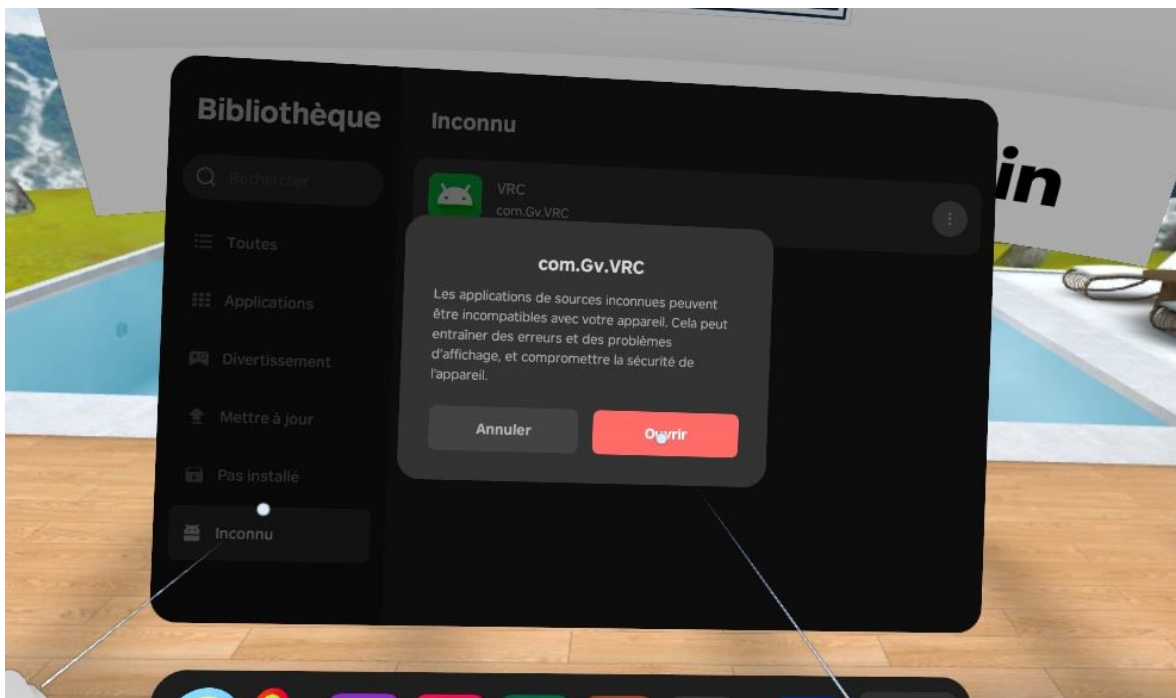 Bibliothèque
Rechercher
Toutes
Applications
Divertissement
Mettre à jour
Pas installé
Inconnu
Inconnu
VRC
com.Gv.VRC
com.Gv.VRC
Les applications de sources inconnues peuvent
être incompatibles avec votre appareil. Cela peut
entraîner des erreurs et des problèmes
d'affichage, et compromettre la sécurité de
l'appareil.
Annuler
Ouvrir
in